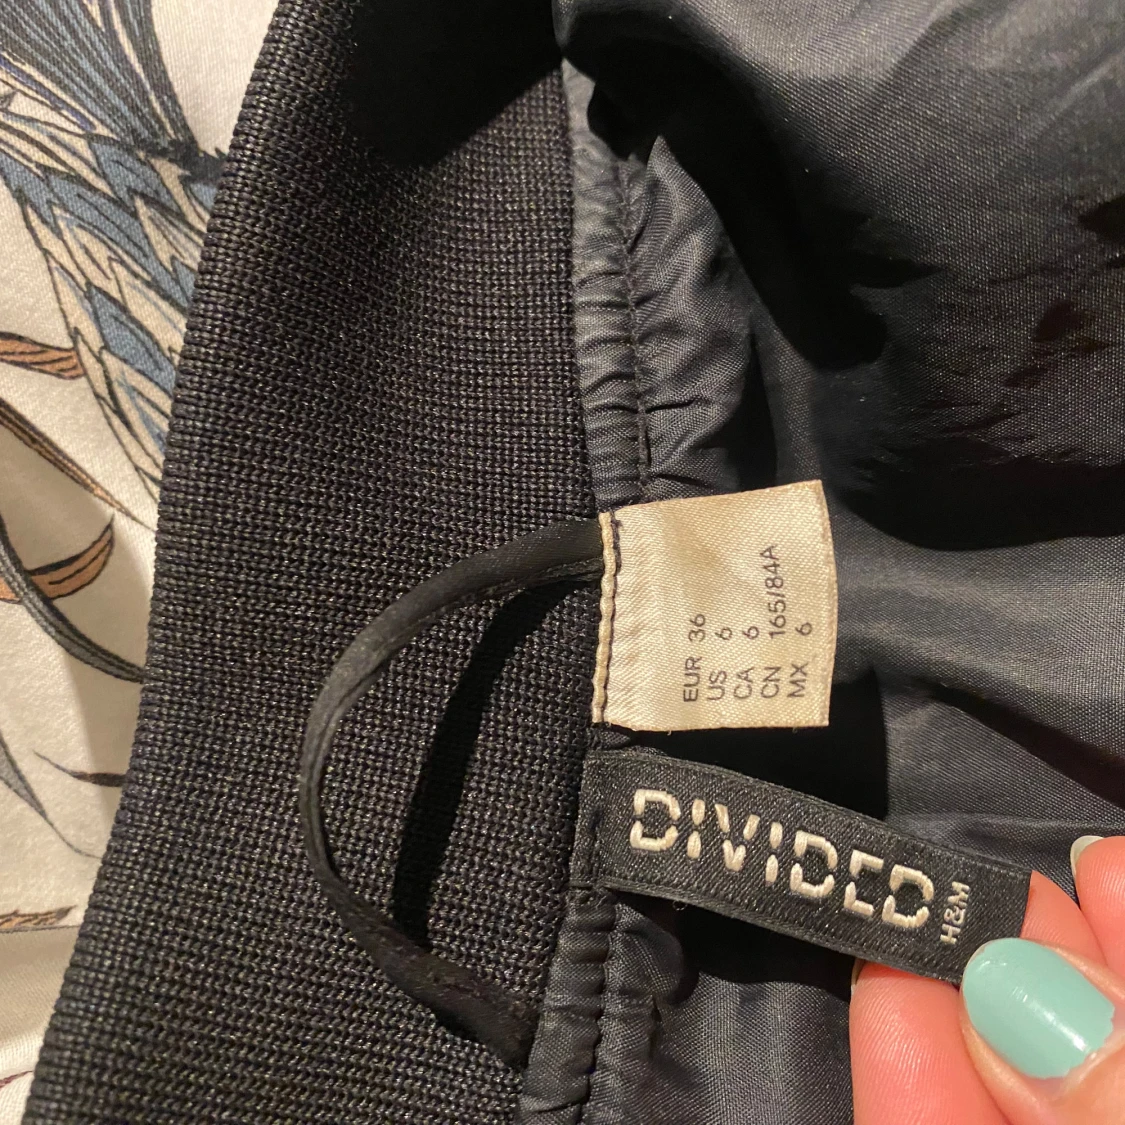 EUR 36
US 6
CA 6
CN 165/84A
MX 6
DIVIDED
H&M